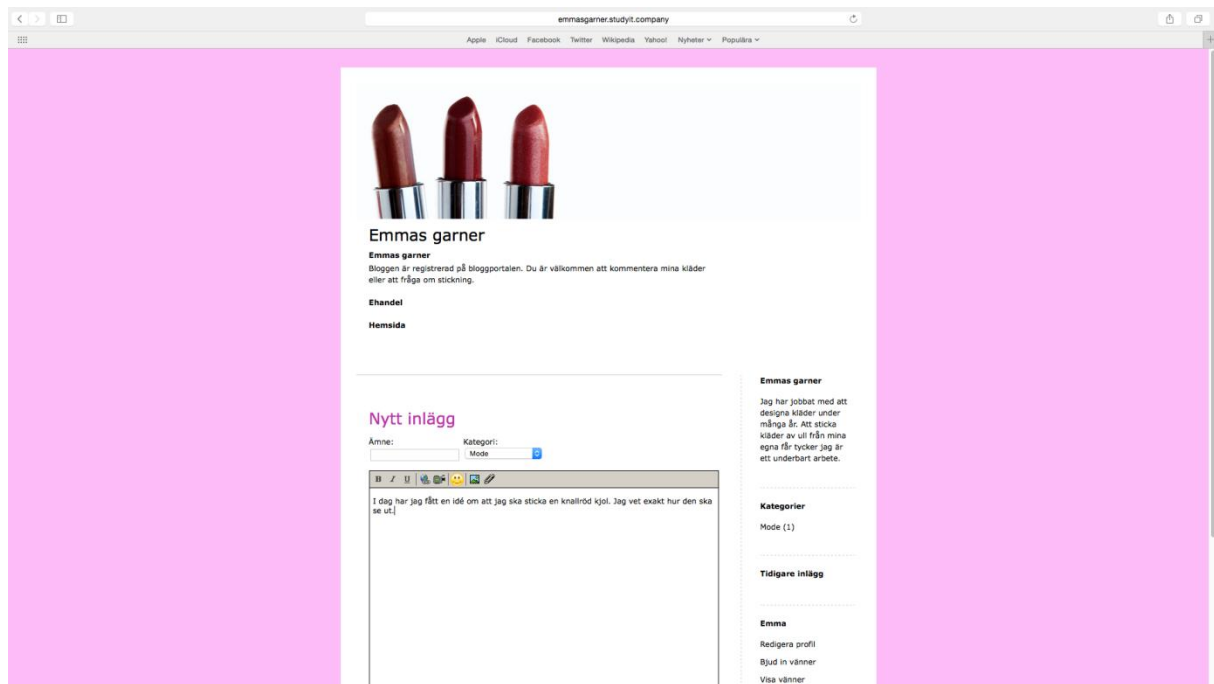 emmasgarner.studyit.company
Apple iCloud Facebook Twitter Wikipedia Yahoo! Nyheter Populära
Emmas garner
Emmas garner
Bloggen är registrerad på bloggportalen. Du är välkommen att kommentera mina kläder
eller att fråga om stickning.
Ehandel
Hemsida
Nytt inlägg
Ämne:
Kategori:
Mode
B I U
I dag har jag fått en idé om att jag ska sticka en knallröd kjol. Jag vet exakt hur den ska
se ut.
Emmas garner
Jag har jobbat med att
designa kläder under
många år. Att sticka
kläder av ull från mina
egna får tycker jag är
ett underbart arbete.
Kategorier
Mode (1)
Tidigare inlägg
Emma
Redigera profil
Bjud in vänner
Visa vänner